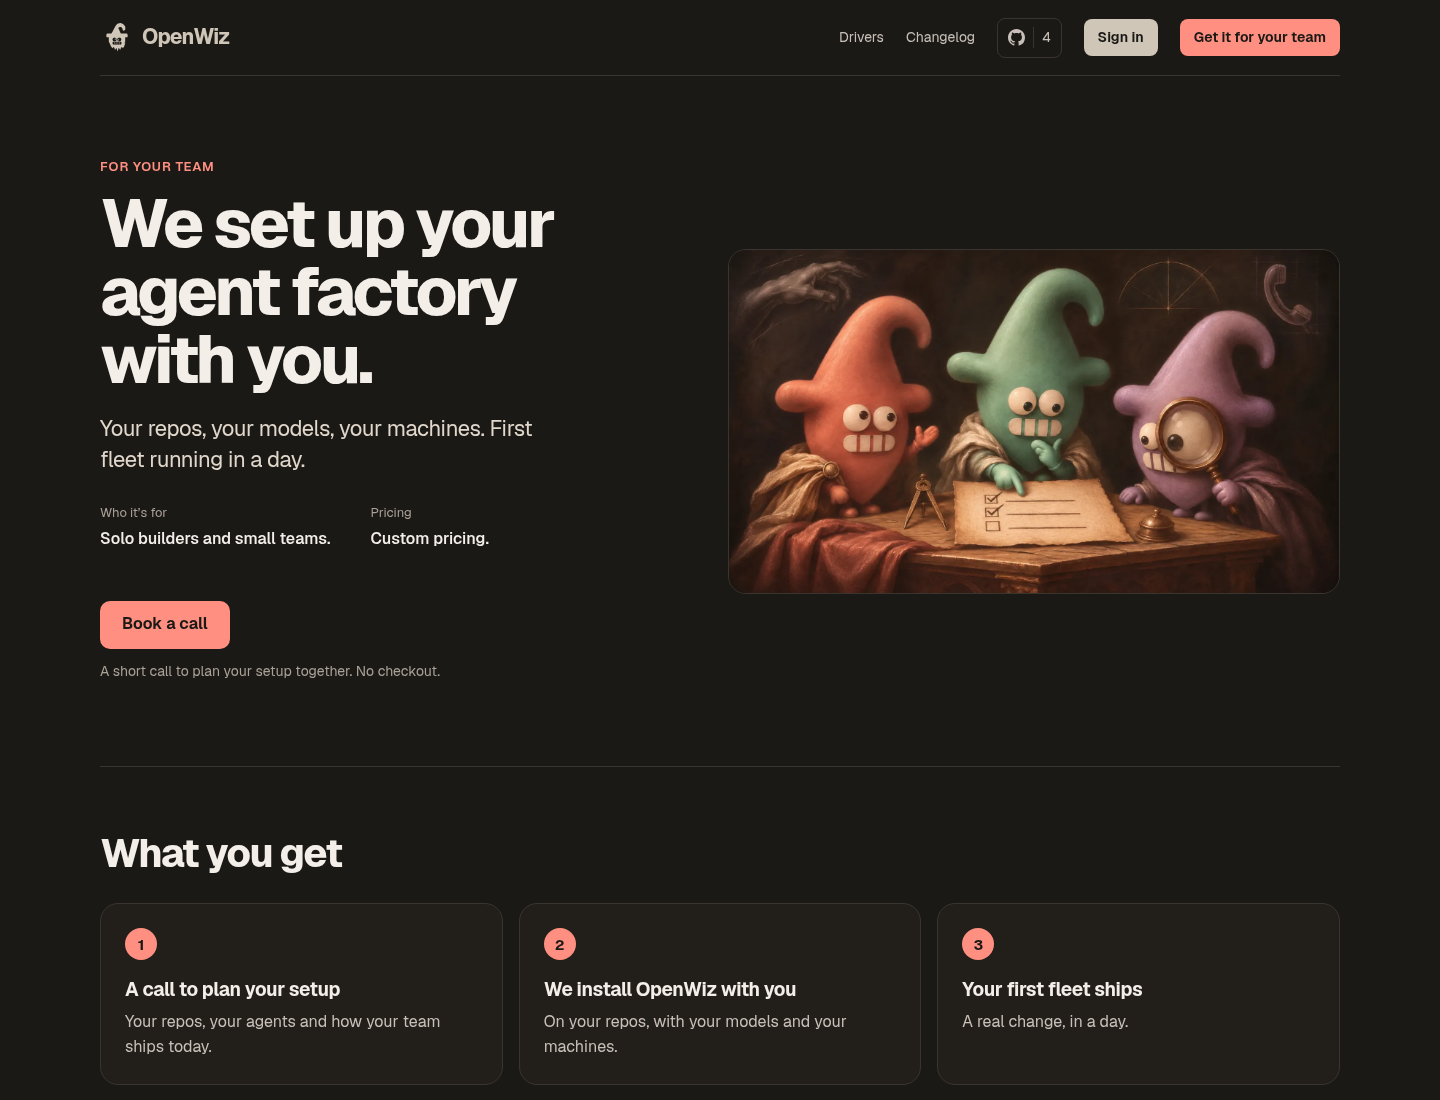 OpenWiz
Drivers
Changelog
4
Sign in
Get it for your team
FOR YOUR TEAM
We set up your
agent factory
with you.
Your repos, your models, your machines. First
fleet running in a day.
Who it's for
Solo builders and small teams.
Pricing
Custom pricing.
Book a call
A short call to plan your setup together. No checkout.
What you get
1
A call to plan your setup
Your repos, your agents and how your team
ships today.
2
We install OpenWiz with you
On your repos, with your models and your
machines.
3
Your first fleet ships
A real change, in a day.